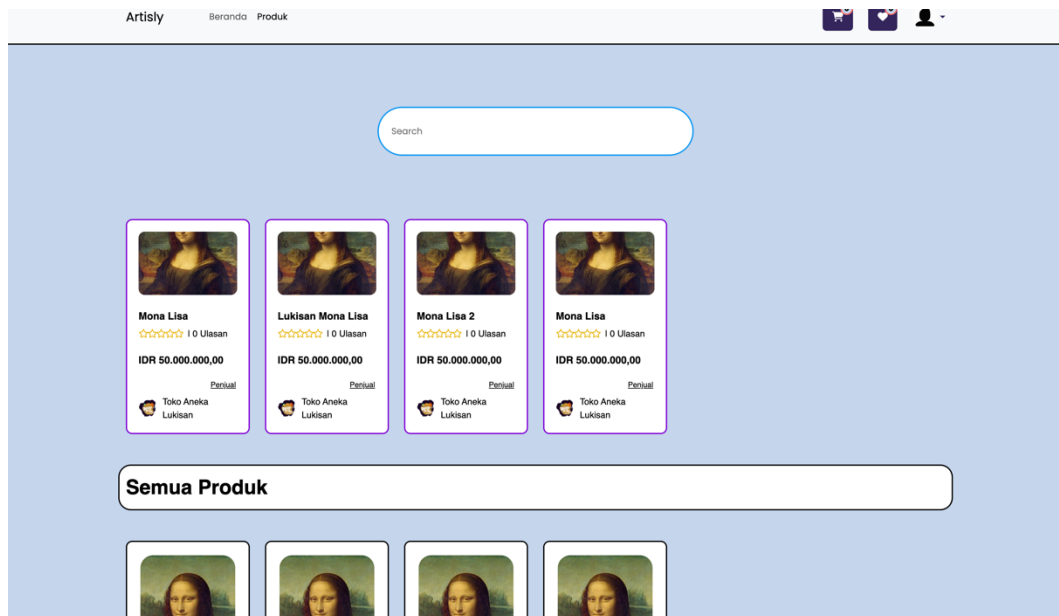 Artisly
Beranda Produk
Search
Mona Lisa
| 0 Ulasan
IDR 50.000.000,00
Penjual
Toko Aneka
Lukisan
Lukisan Mona Lisa
| 0 Ulasan
IDR 50.000.000,00
Penjual
Toko Aneka
Lukisan
Mona Lisa 2
| 0 Ulasan
IDR 50.000.000,00
Penjual
Toko Aneka
Lukisan
Mona Lisa
| 0 Ulasan
IDR 50.000.000,00
Penjual
Toko Aneka
Lukisan
Semua Produk